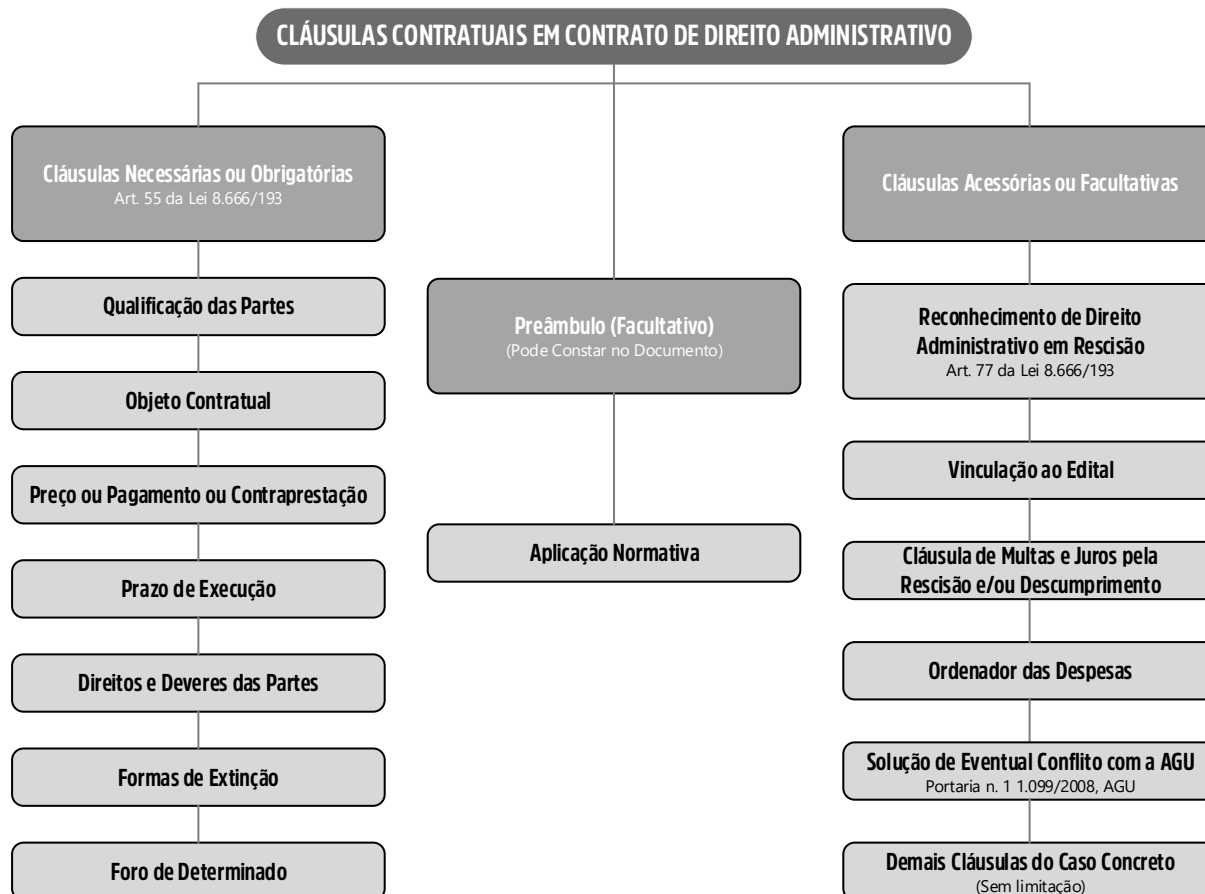 CLÁUSULAS CONTRATUAIS EM CONTRATO DE DIREITO ADMINISTRATIVO
Cláusulas Necessárias ou Obrigatórias
Art. 55 da Lei 8.666/193
Qualificação das Partes
Objeto Contratual
Preço ou Pagamento ou Contraprestação
Prazo de Execução
Direitos e Deveres das Partes
Formas de Extinção
Foro de Determinado
Preâmbulo (Facultativo)
(Pode Constar no Documento)
Aplicação Normativa
Cláusulas Acessórias ou Facultativas
Reconhecimento de Direito
Administrativo em Rescisão
Art. 77 da Lei 8.666/193
Vinculação ao Edital
Cláusula de Multas e Juros pela
Rescisão e/ou Descumprimento
Ordenador das Despesas
Solução de Eventual Conflito com a AGU
Portaria n. 1 1.099/2008, AGU
Demais Cláusulas do Caso Concreto
(Sem limitação)